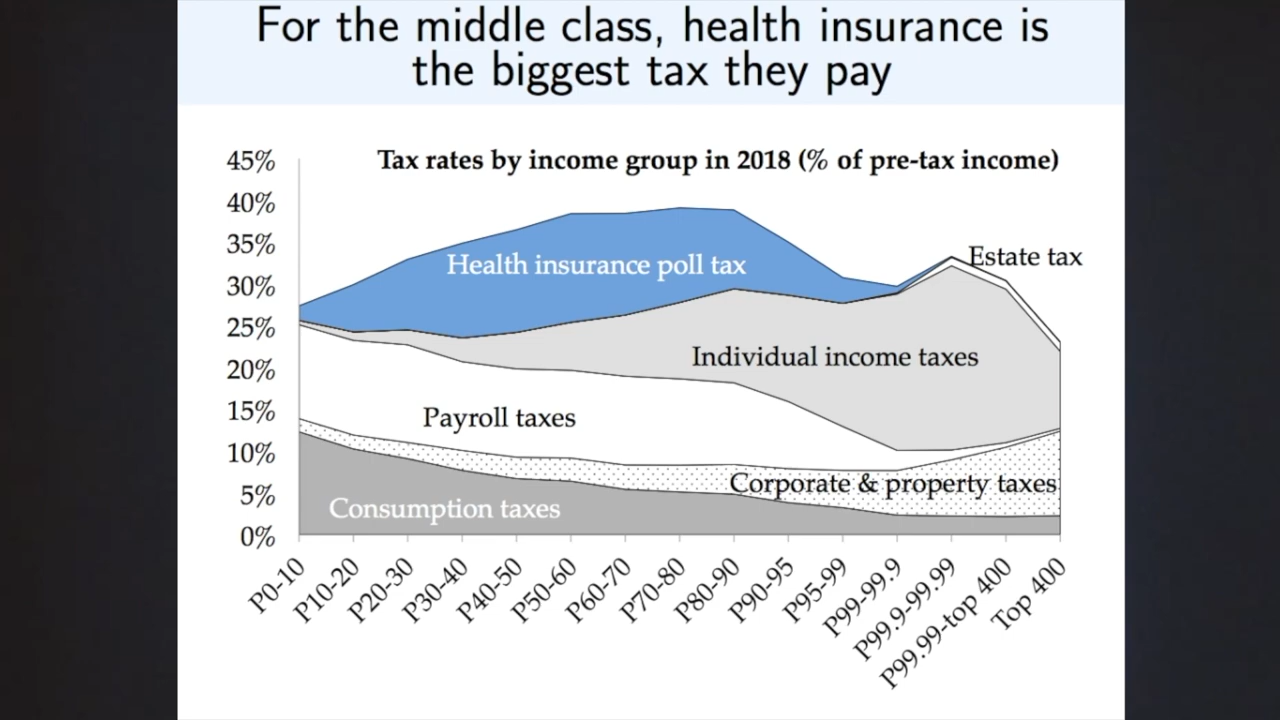 For the middle class, health insurance is
the biggest tax they pay
Tax rates by income group in 2018 (% of pre-tax income)
45%
40%
35%
30%
25%
20%
15%
10%
5%
0%
Estate tax
Health insurance poll tax
Individual income taxes
Payroll taxes
Corporate & property taxes
Consumption taxes
P0-10
P10-20
P20-30
P30-40
P40-50
P50-60
P60-70
P70-80
P80-90
P90-95
P95-99
P99-99.9
P99.9-99.99
P99.99-top 400
Top 400